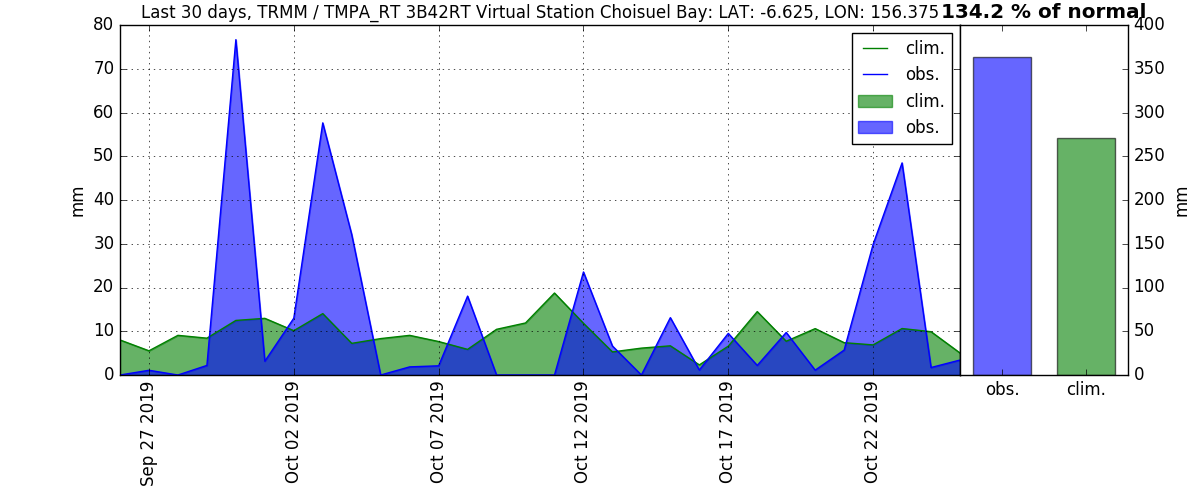 Last 30 days, TRMM / TMPA_RT 3B42RT Virtual Station Choisuel Bay: LAT: -6.625, LON: 156.375
134.2 % of normal
80
70
60
50
40
30
20
10
0
mm
clim.
obs.
clim.
obs.
Sep 27 2019
Oct 02 2019
Oct 07 2019
Oct 12 2019
Oct 17 2019
Oct 22 2019
400
350
300
250
200
150
100
50
0
mm
obs.
clim.